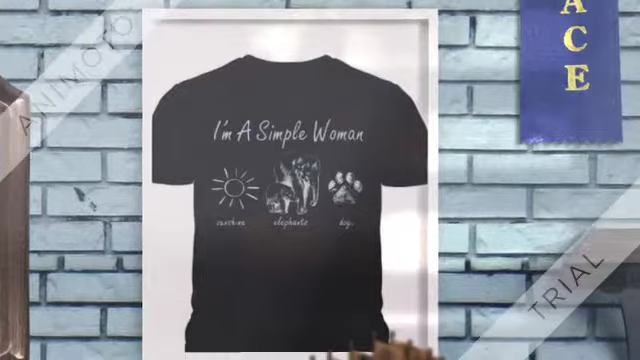 ANIMOTO
ACE
I'm A Simple Woman
sunshine elephants dogs
TRIAL